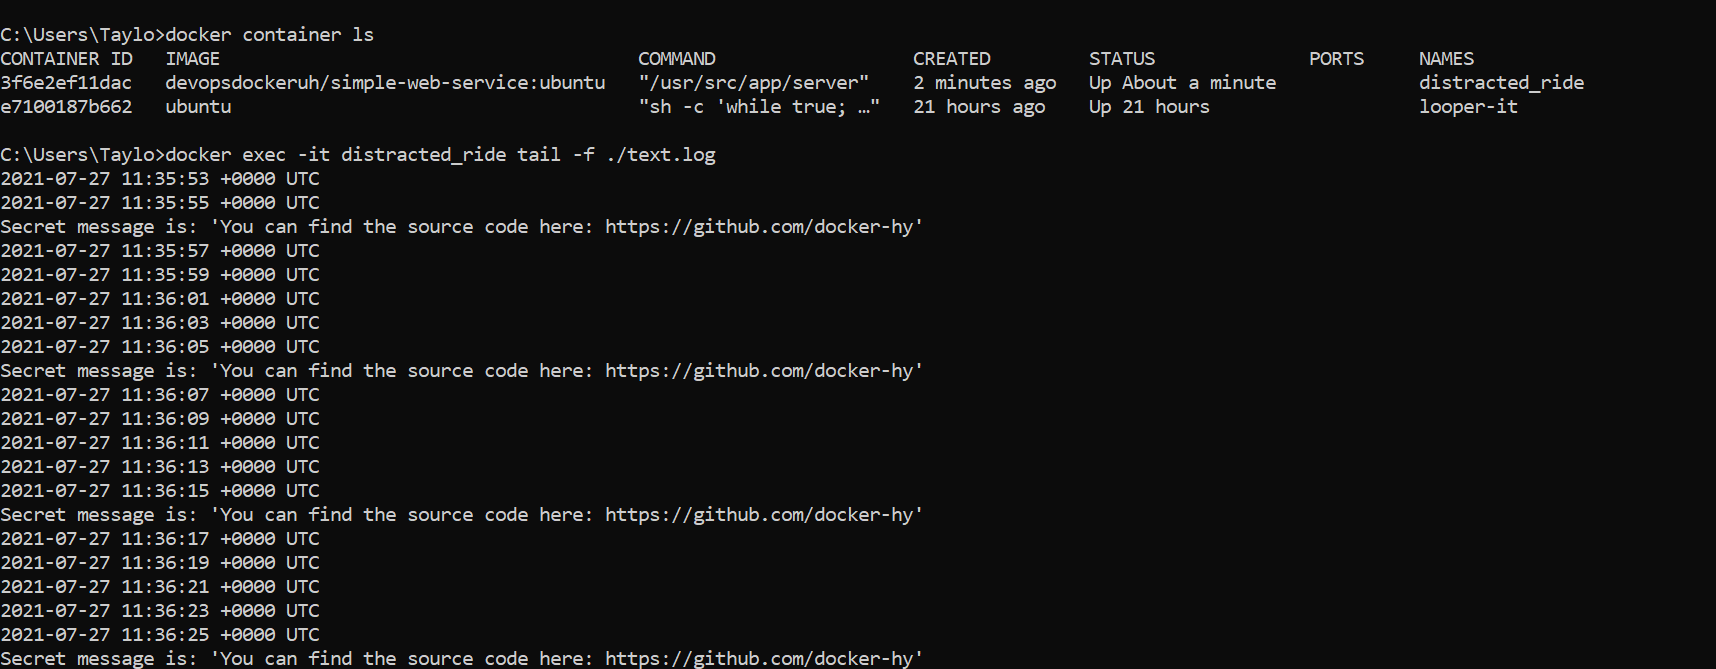 C:\Users\Taylo>docker container ls
CONTAINER ID   IMAGE                                      COMMAND                  CREATED          STATUS              PORTS     NAMES
3f6e2ef11dac   devopsdockeruh/simple-web-service:ubuntu   "/usr/src/app/server"    2 minutes ago    Up About a minute             distracted_ride
e7100187b662   ubuntu                                     "sh -c 'while true; …"   21 hours ago     Up 21 hours                   looper-it
C:\Users\Taylo>docker exec -it distracted_ride tail -f ./text.log
2021-07-27 11:35:53 +0000 UTC
2021-07-27 11:35:55 +0000 UTC
Secret message is: 'You can find the source code here: https://github.com/docker-hy'
2021-07-27 11:35:57 +0000 UTC
2021-07-27 11:35:59 +0000 UTC
2021-07-27 11:36:01 +0000 UTC
2021-07-27 11:36:03 +0000 UTC
2021-07-27 11:36:05 +0000 UTC
Secret message is: 'You can find the source code here: https://github.com/docker-hy'
2021-07-27 11:36:07 +0000 UTC
2021-07-27 11:36:09 +0000 UTC
2021-07-27 11:36:11 +0000 UTC
2021-07-27 11:36:13 +0000 UTC
2021-07-27 11:36:15 +0000 UTC
Secret message is: 'You can find the source code here: https://github.com/docker-hy'
2021-07-27 11:36:17 +0000 UTC
2021-07-27 11:36:19 +0000 UTC
2021-07-27 11:36:21 +0000 UTC
2021-07-27 11:36:23 +0000 UTC
2021-07-27 11:36:25 +0000 UTC
Secret message is: 'You can find the source code here: https://github.com/docker-hy'